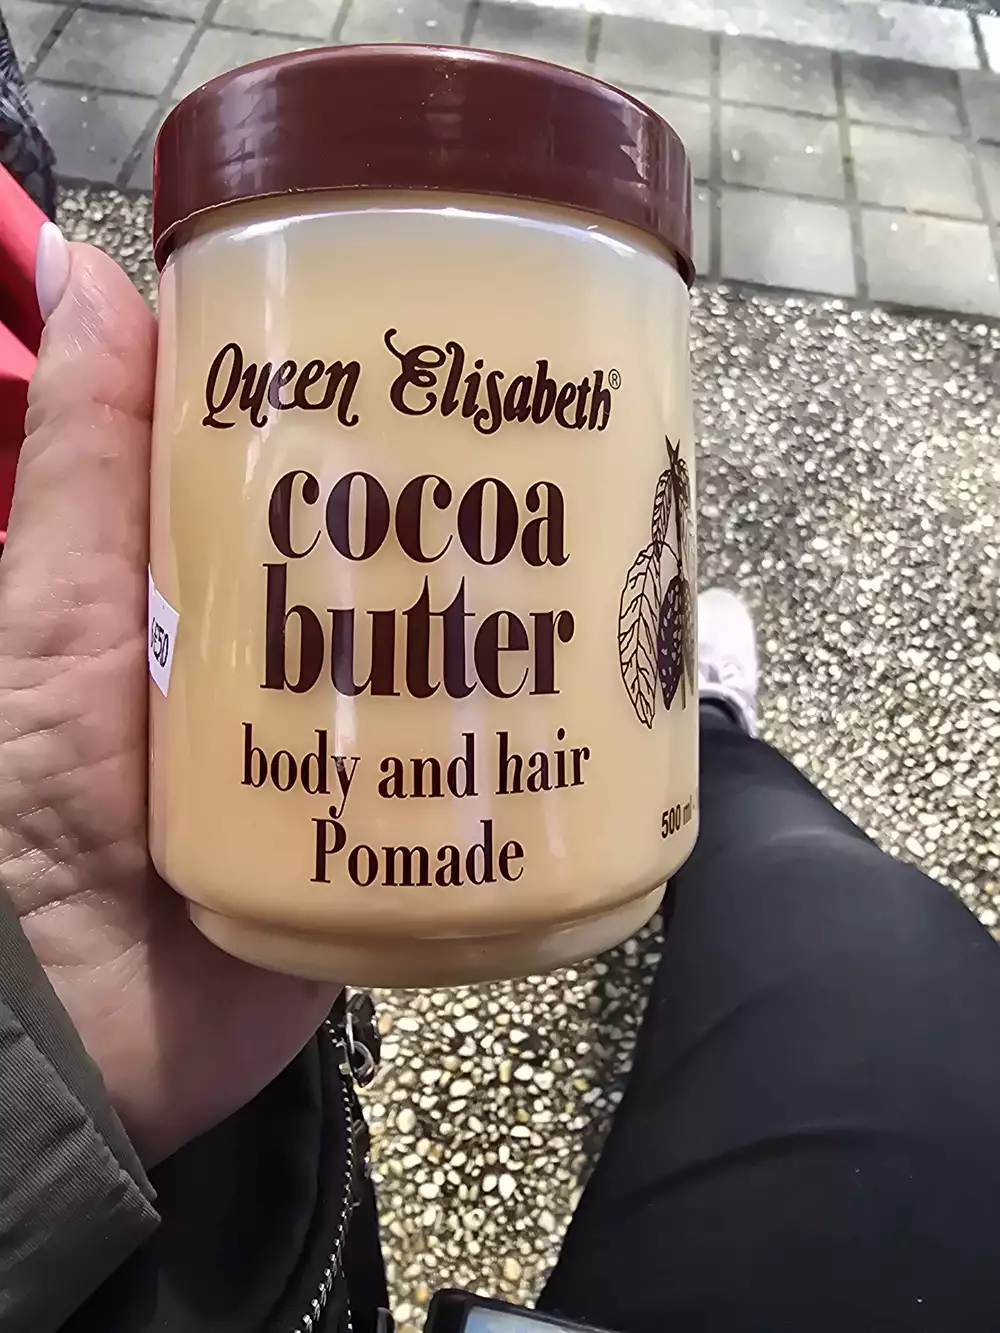 Queen Elisabeth®
cocoa
butter
body and hair
Pomade
500 ml